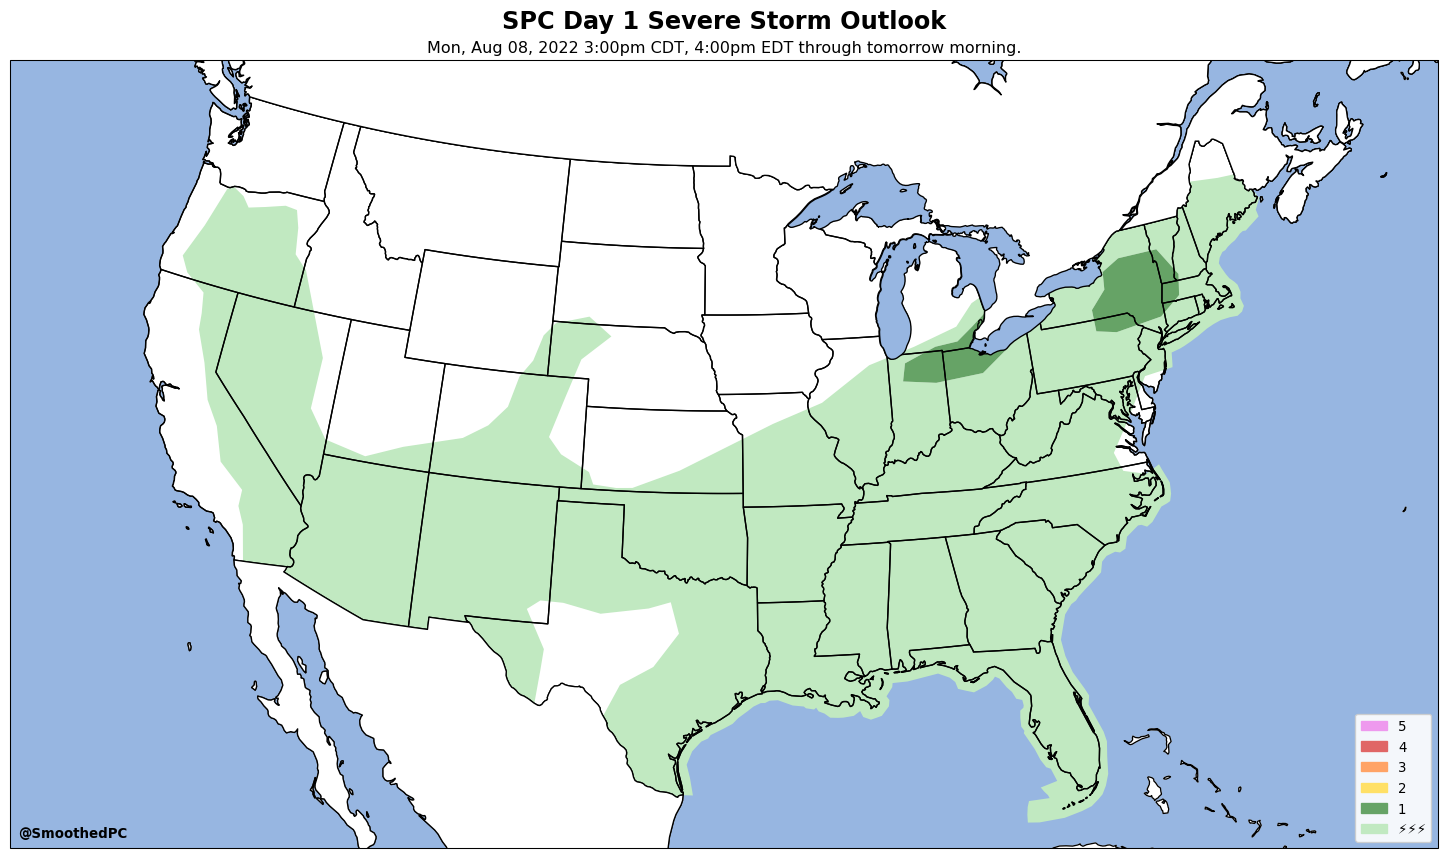 SPC Day 1 Severe Storm Outlook
Mon, Aug 08, 2022 3:00pm CDT, 4:00pm EDT through tomorrow morning.
5
4
3
2
1
⚡⚡⚡
@SmoothedPC